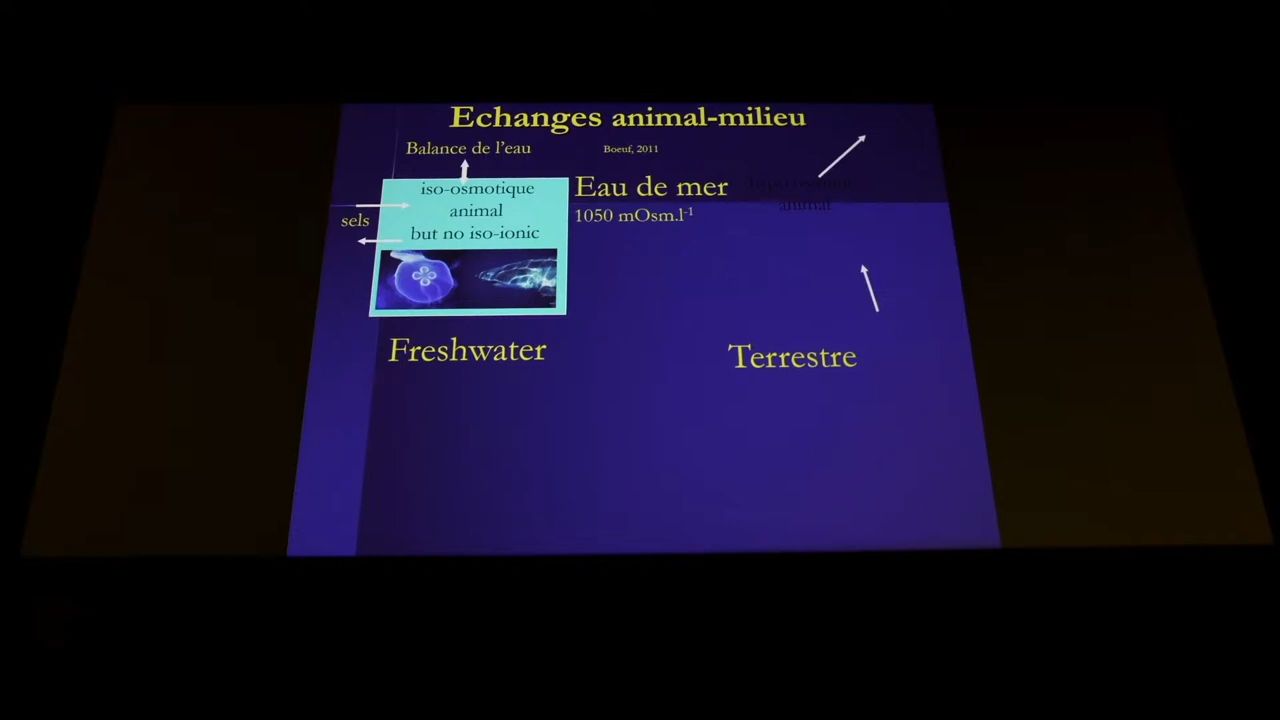 Echanges animal-milieu
Balance de l'eau
Boeuf, 2011
iso-osmotique
animal
but no iso-ionic
sels
Eau de mer
1050 mOsm.l-1
animal
Freshwater
Terrestre